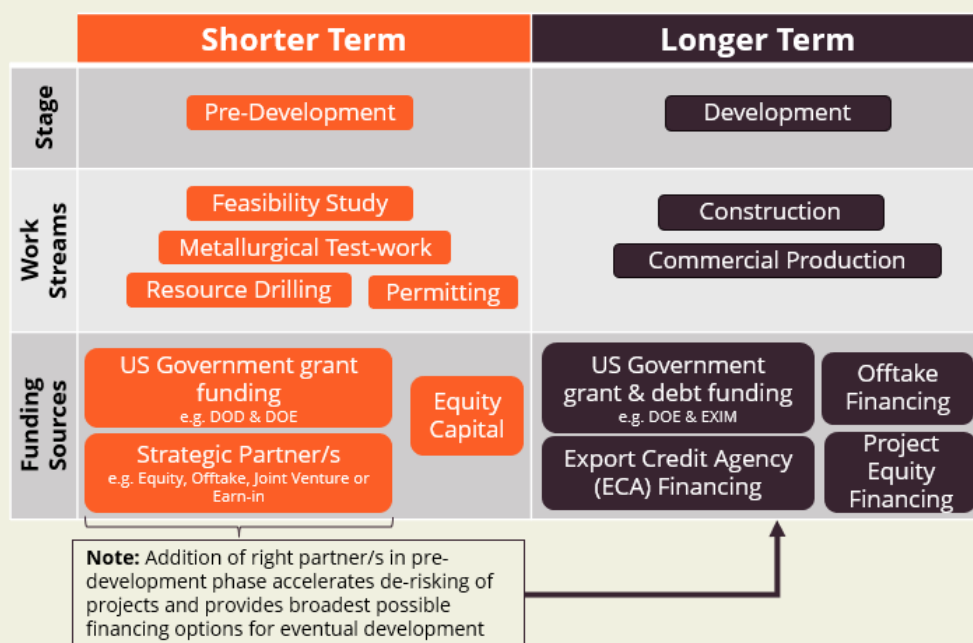 Shorter Term
Longer Term
Stage
Pre-Development
Development
Work
Streams
Feasibility Study
Metallurgical Test-work
Resource Drilling
Permitting
Construction
Commercial Production
Funding
Sources
US Government grant
funding
e.g. DOD & DOE
Strategic Partner/s
e.g. Equity, Offtake, Joint Venture or
Earn-in
Equity
Capital
US Government
grant & debt funding
e.g. DOE & EXIM
Export Credit Agency
(ECA) Financing
Offtake
Financing
Project
Equity
Financing
Note: Addition of right partner/s in pre-
development phase accelerates de-risking of
projects and provides broadest possible
financing options for eventual development